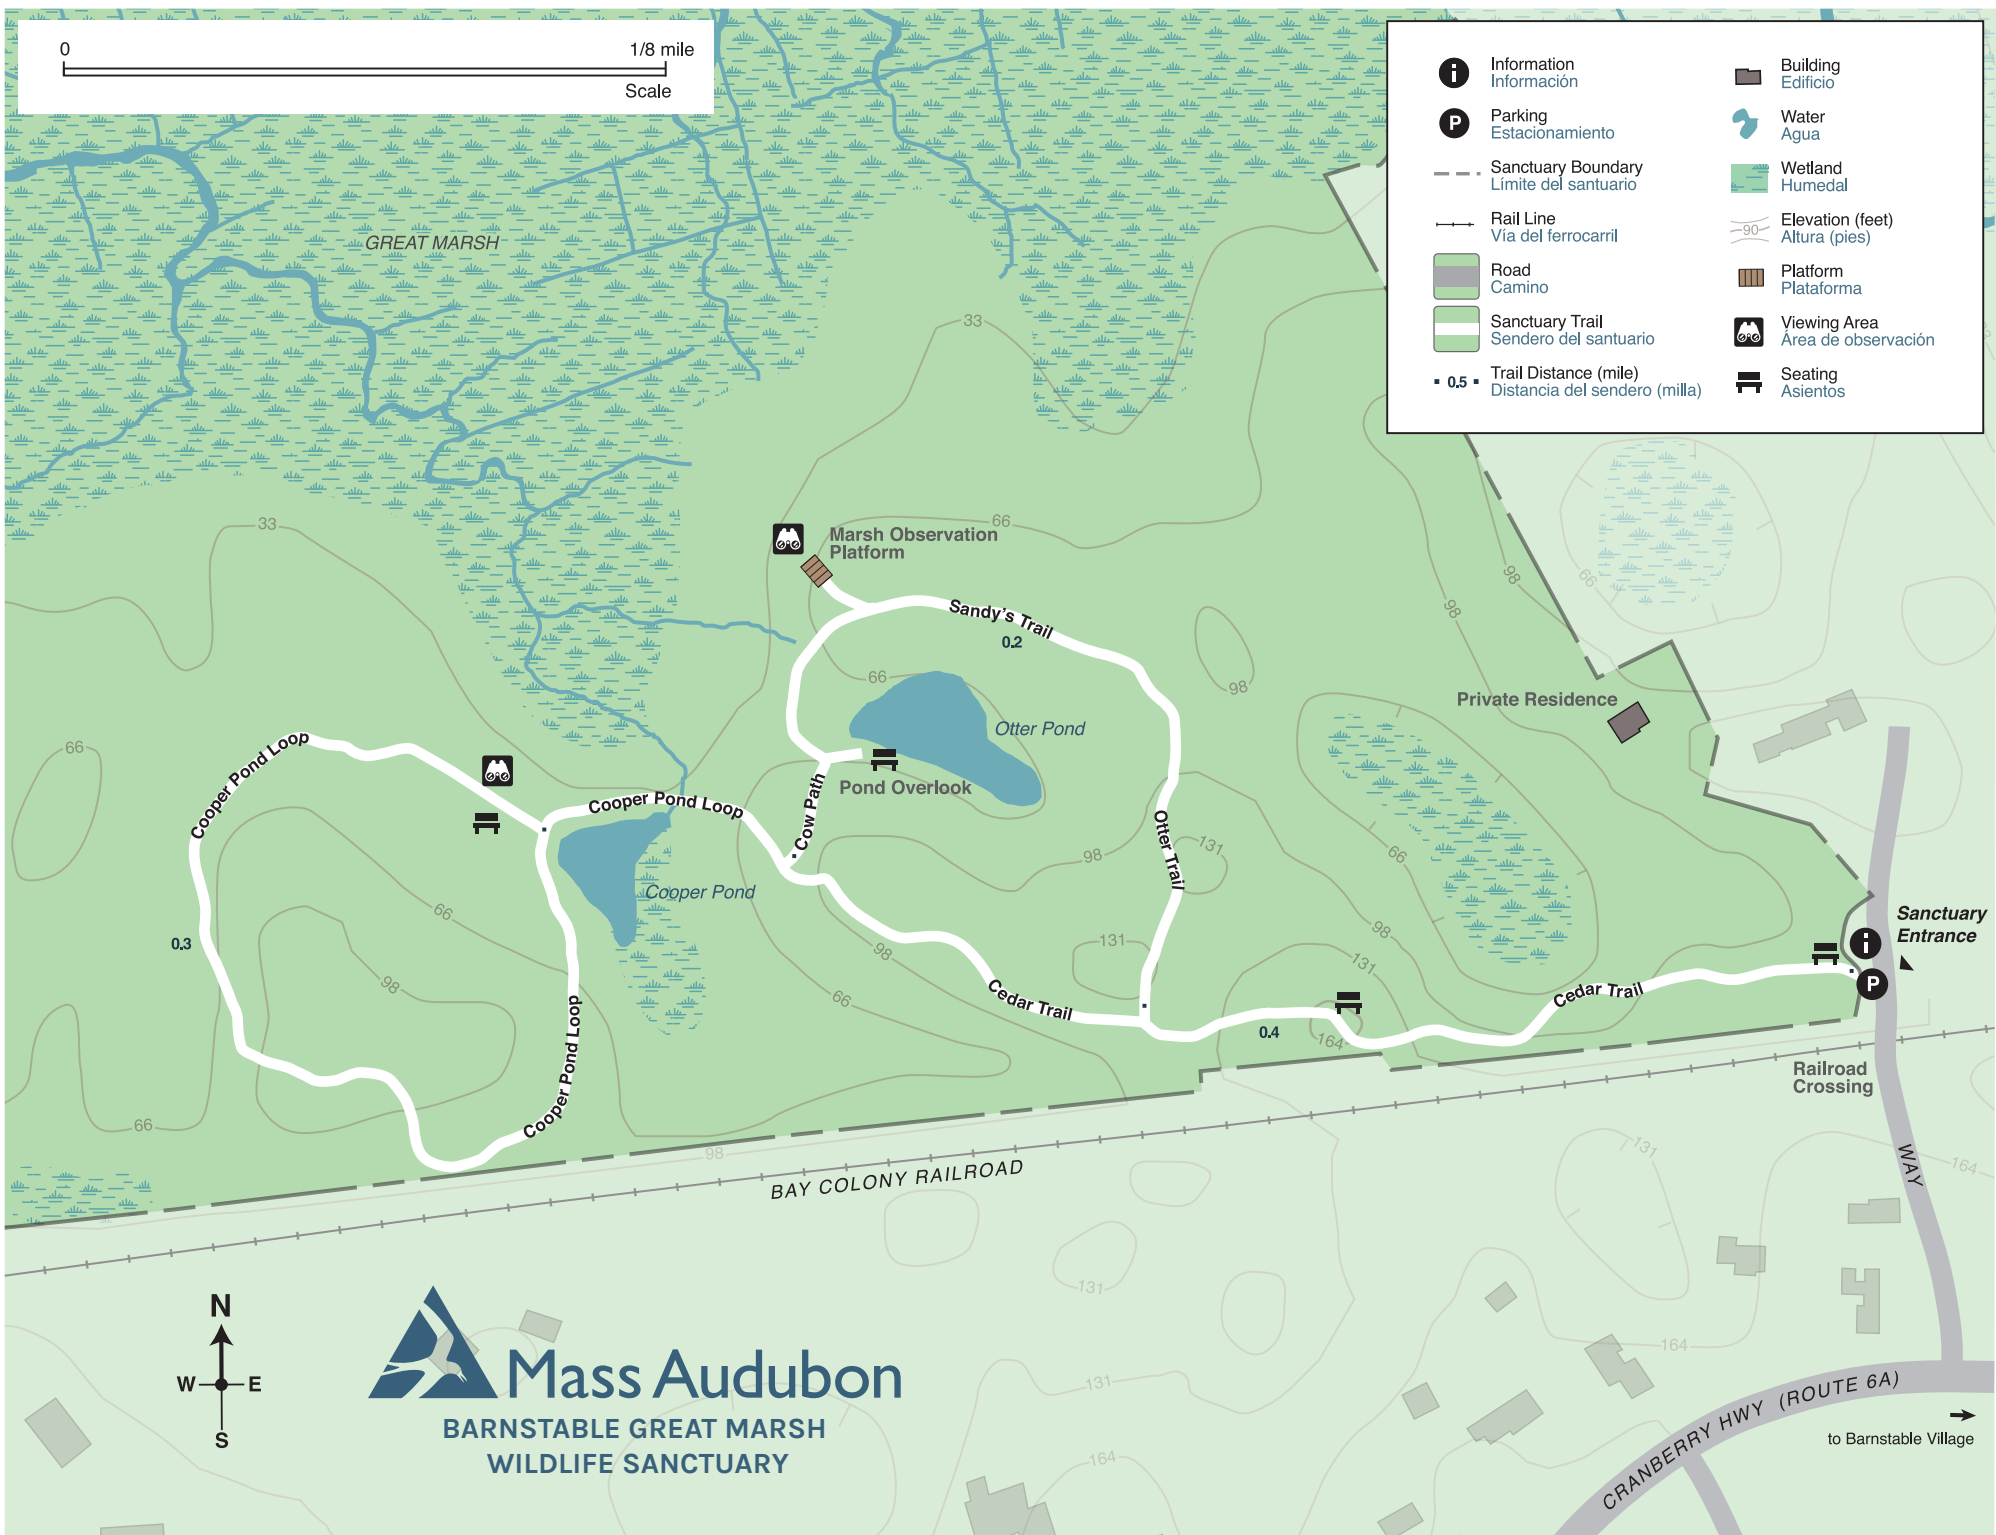 0
1/8 mile
Scale
Information
Información
Parking
Estacionamiento
Sanctuary Boundary
Límite del santuario
Rail Line
Vía del ferrocarril
Road
Camino
Sanctuary Trail
Sendero del santuario
0.5
Trail Distance (mile)
Distancia del sendero (milla)
Building
Edificio
Water
Agua
Wetland
Humedal
90
Elevation (feet)
Altura (pies)
Platform
Plataforma
Viewing Area
Área de observación
Seating
Asientos
i
P
GREAT MARSH
33
33
66
Marsh Observation
Platform
98
98
66
Sandy's Trail
0.2
66
98
Private Residence
Otter Pond
66
Cooper Pond Loop
Pond Overlook
Cooper Pond Loop
Cow Path
Otter Trail
131
98
66
Cooper Pond
66
0.3
98
131
98
131
98
66
Cedar Trail
Cedar Trail
0.4
164
Sanctuary
Entrance
i
P
Cooper Pond Loop
Railroad
Crossing
66
98
BAY COLONY RAILROAD
131
WAY
164
131
164
131
164
N
W
E
S
Mass Audubon
BARNSTABLE GREAT MARSH
WILDLIFE SANCTUARY
CRANBERRY HWY (ROUTE 6A)
to Barnstable Village